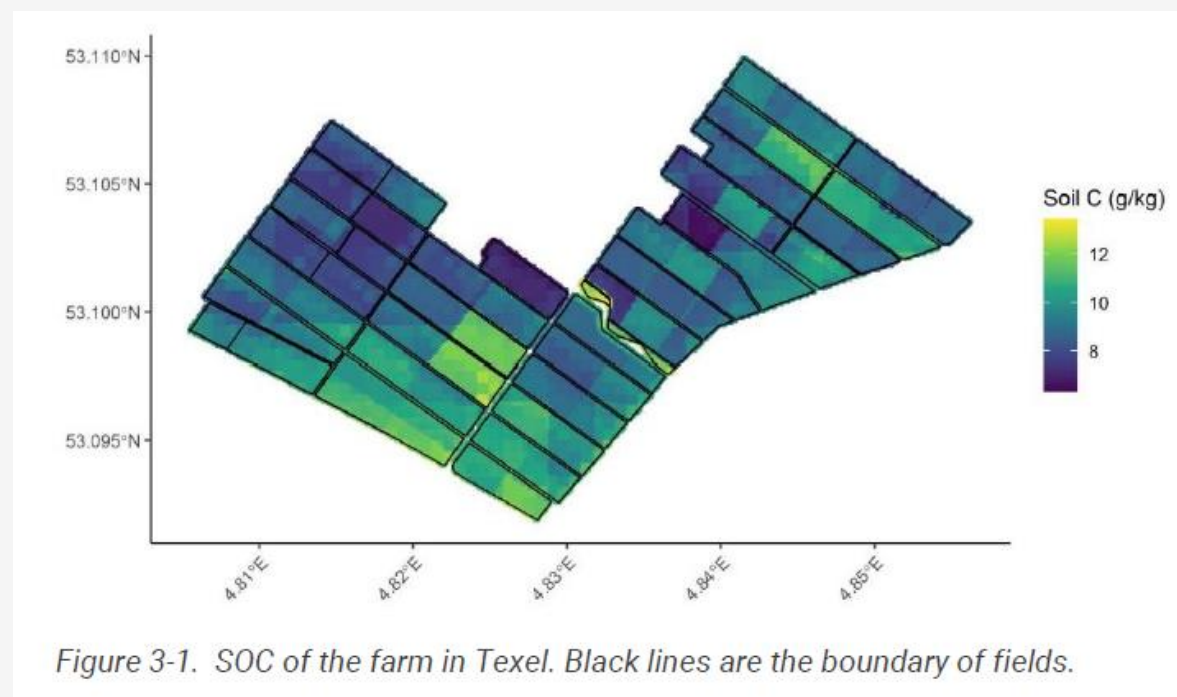 53.110°N
53.105°N
53.100°N
53.095°N
4.81°E
4.82°E
4.83°E
4.84°E
4.85°E
Soil C (g/kg)
12
10
8
Figure 3-1. SOC of the farm in Texel. Black lines are the boundary of fields.